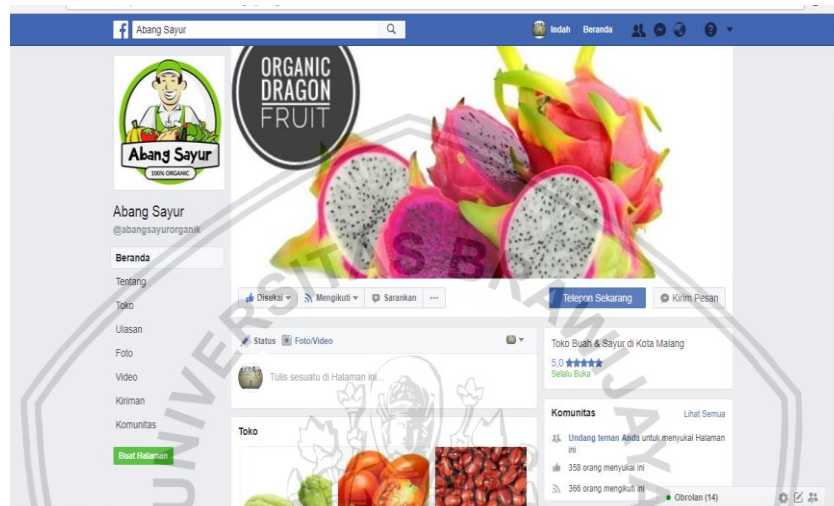 Abang Sayur
Indah Beranda
ORGANIC
DRAGON
FRUIT
Abang Sayur
100% ORGANIC
Abang Sayur
@abangsayurorganik
Beranda
Tentang
Toko
Ulasan
Foto
Video
Kiriman
Komunitas
Buat Halaman
Disukai Mengikuti Sarankan ...
Telepon Sekarang Kirim Pesan
Status Foto/Video
Tulis sesuatu di Halaman ini...
Toko
Toko Buah & Sayur di Kota Malang
5,0 ★★★★★
Selalu Buka
Komunitas Lihat Semua
Undang teman Anda untuk menyukai Halaman
ini
358 orang menyukai ini
366 orang mengikuti ini
Obrolan (14)
UNIVERSITAS BRAWIJAYA